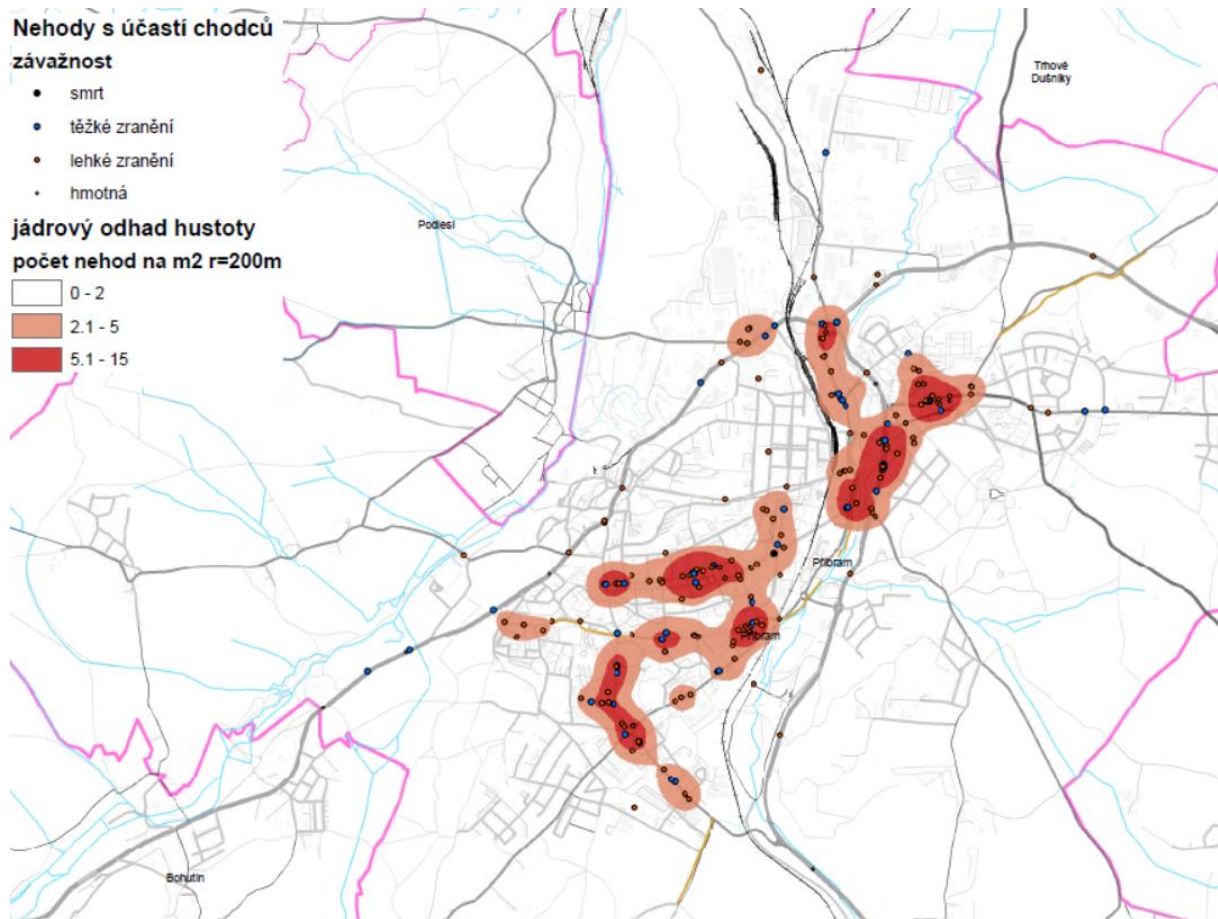 Nehody s účastí chodců
závažnost
smrt
těžké zranění
lehké zranění
hmotná
jádrový odhad hustoty
počet nehod na m2 r=200m
0 - 2
2.1 - 5
5.1 - 15
Trhové
Dušníky
Podlesí
Příbram
Příbram
Bohutín